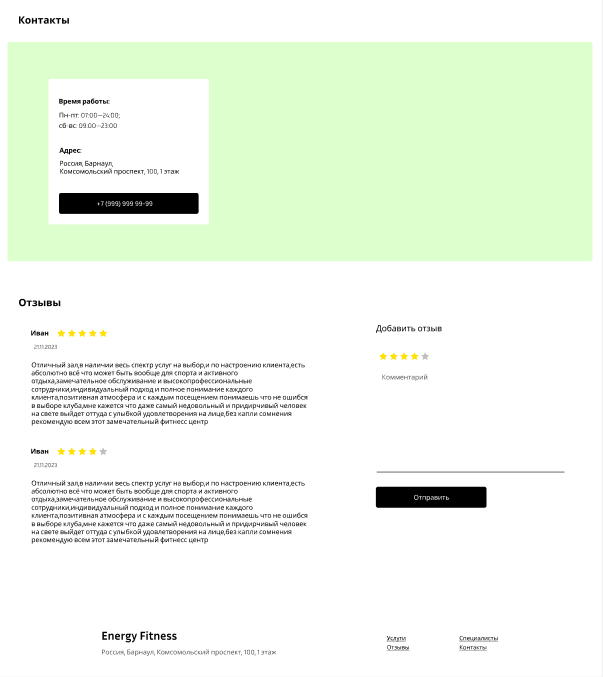 Контакты
Время работы:
Пн-пт: 07:00—24:00;
сб-вс: 09:00—23:00
Адрес:
Россия, Барнаул,
Комсомольский проспект, 100, 1 этаж
+7 (999) 999 99-99
Отзывы
Иван
21.11.2023
Отличный зал,в наличии весь спектр услуг на выбор,и по настроению клиента,есть
абсолютно всё что может быть вообще для спорта и активного
отдыха,замечательное обслуживание и высокопрофессиональные
сотрудники,индивидуальный подход и полное понимание каждого
клиента,позитивная атмосфера и с каждым посещением понимаешь что не ошибся
в выборе клуба,мне кажется что даже самый недовольный и придирчивый человек
на свете выйдет оттуда с улыбкой удовлетворения на лице,без капли сомнения
рекомендую всем этот замечательный фитнесс центр
Иван
21.11.2023
Отличный зал,в наличии весь спектр услуг на выбор,и по настроению клиента,есть
абсолютно всё что может быть вообще для спорта и активного
отдыха,замечательное обслуживание и высокопрофессиональные
сотрудники,индивидуальный подход и полное понимание каждого
клиента,позитивная атмосфера и с каждым посещением понимаешь что не ошибся
в выборе клуба,мне кажется что даже самый недовольный и придирчивый человек
на свете выйдет оттуда с улыбкой удовлетворения на лице,без капли сомнения
рекомендую всем этот замечательный фитнесс центр
Добавить отзыв
Комментарий
Отправить
Energy Fitness
Россия, Барнаул, Комсомольский проспект, 100, 1 этаж
Услуги
Отзывы
Специалисты
Контакты